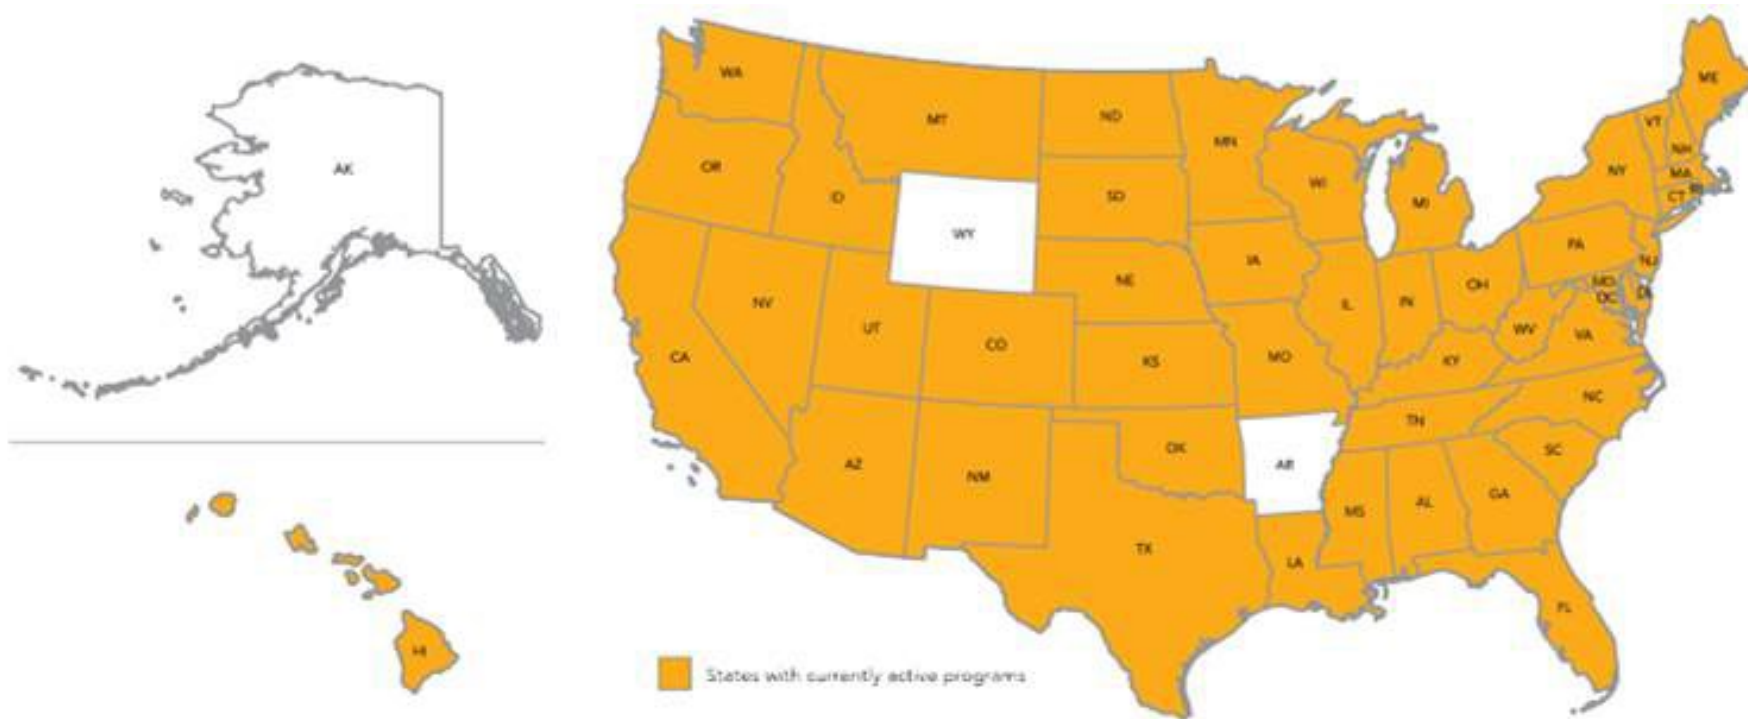 WA
MT
ND
MN
ME
VT
NH
AK
OR
ID
SD
WI
MI
NY
MA
CT
RI
WY
IA
NE
PA
NJ
NV
UT
CO
IL
IN
OH
MD
DC
DE
CA
KS
MO
WV
VA
KY
NC
TN
AZ
NM
OK
AR
SC
MS
AL
GA
TX
LA
FL
HI
States with currently active programs